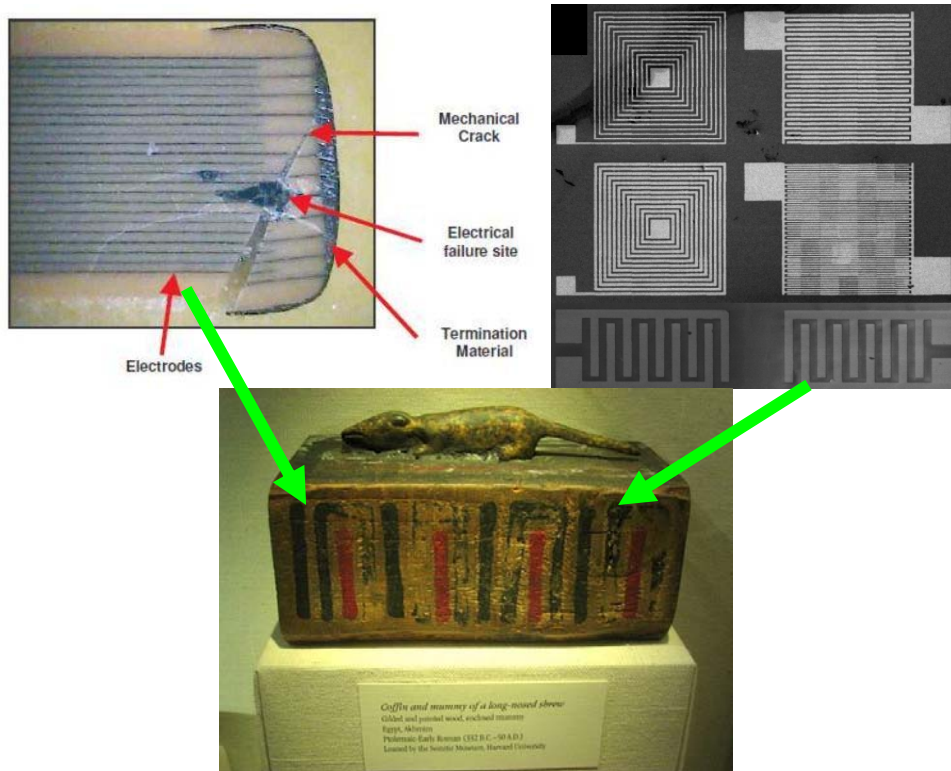 Mechanical
Crack
Electrical
failure site
Termination
Material
Electrodes
Coffin and mummy of a long-nosed shrew
Gilded and painted wood, enclosed mummy
Egypt, Akhmim
Ptolemaic-Early Roman (332 B.C.–50 A.D.)
Loaned by the Semitic Museum, Harvard University